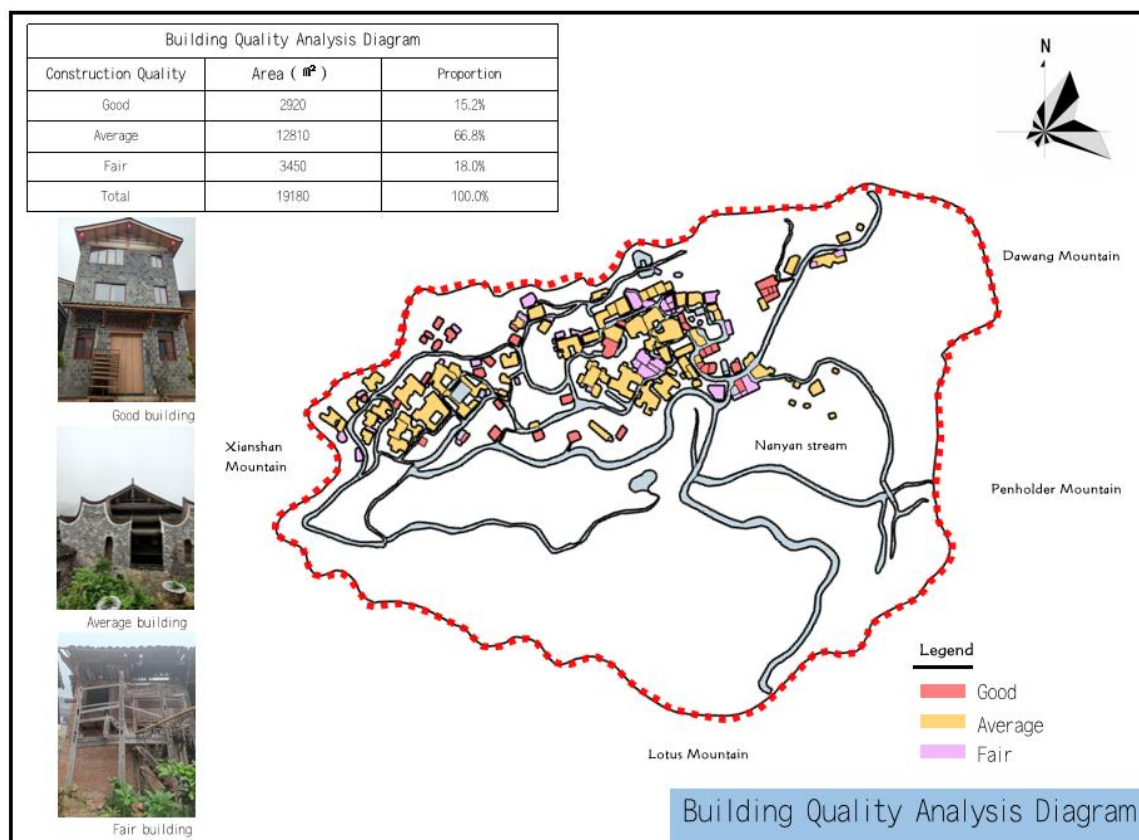 Building Quality Analysis Diagram
Construction Quality Area ( m² ) Proportion
Good 2920 15.2%
Average 12810 66.8%
Fair 3450 18.0%
Total 19180 100.0%
N
Dawang Mountain
Good building
Xianshan
Mountain
Nanyan stream
Penholder Mountain
Average building
Legend
Good
Average
Fair
Lotus Mountain
Fair building
Building Quality Analysis Diagram